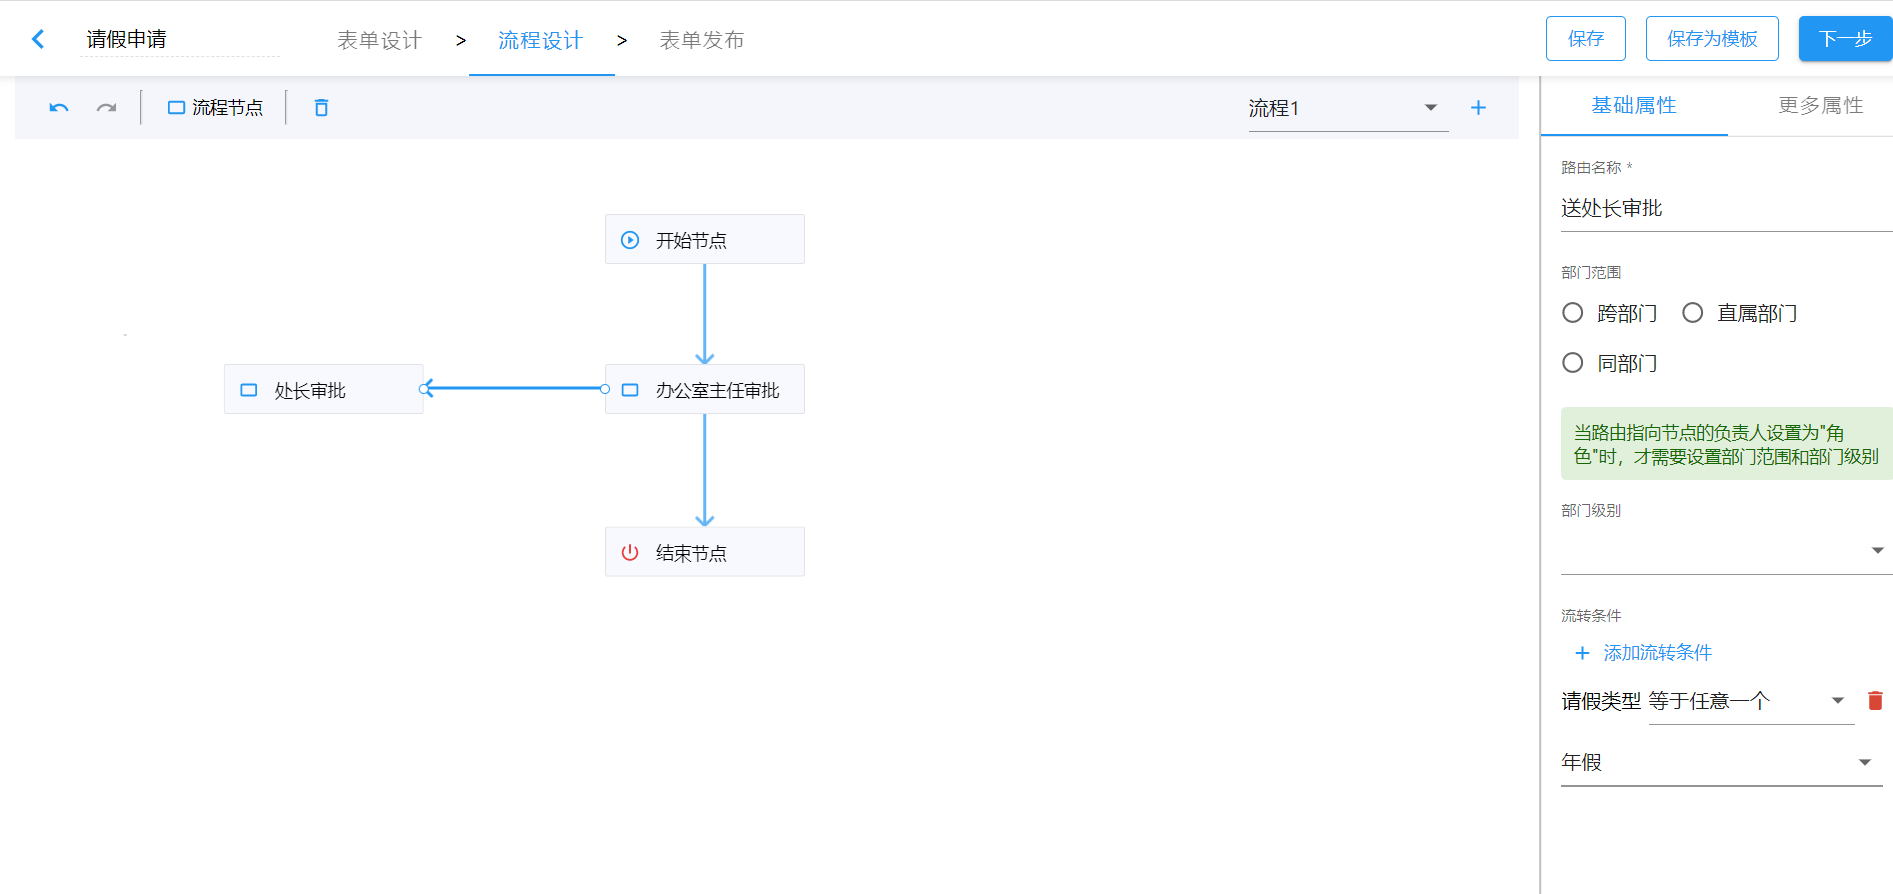 请假申请
表单设计 > 流程设计 > 表单发布
保存
保存为模板
下一步
流程节点
流程1
基础属性
更多属性
路由名称 *
送处长审批
部门范围
跨部门
直属部门
同部门
当路由指向节点的负责人设置为"角
色"时，才需要设置部门范围和部门级别
部门级别
流转条件
+ 添加流转条件
请假类型 等于任意一个
年假
开始节点
处长审批
办公室主任审批
结束节点